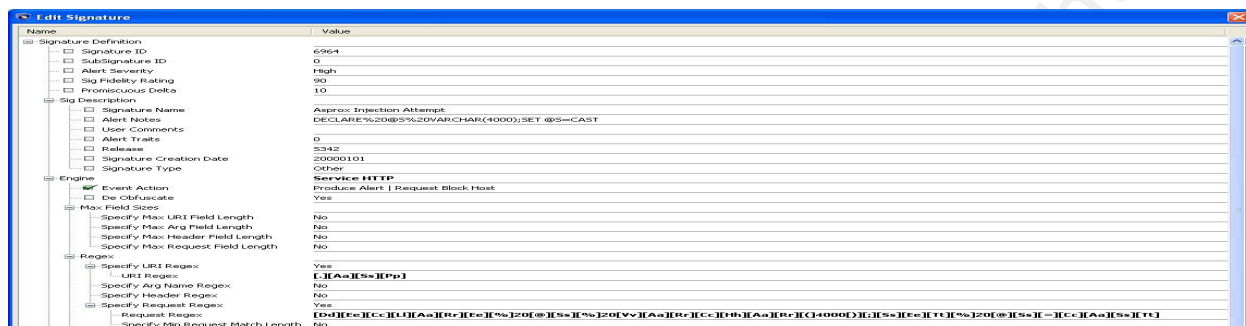 Edit Signature
Name Value
Signature Definition
Signature ID 6964
SubSignature ID 0
Alert Severity High
Sig Fidelity Rating 90
Promiscuous Delta 10
Sig Description
Signature Name Asprox Injection Attempt
Alert Notes DECLARE%20@S%20VARCHAR(4000);SET @S=CAST
User Comments
Alert Traits 0
Release S342
Signature Creation Date 20000101
Signature Type Other
Engine Service HTTP
Event Action Produce Alert | Request Block Host
De Obfuscate Yes
Max Field Sizes
Specify Max URI Field Length No
Specify Max Arg Field Length No
Specify Max Header Field Length No
Specify Max Request Field Length No
Regex
Specify URI Regex Yes
URI Regex [.][Aa][Ss][Pp]
Specify Arg Name Regex No
Specify Header Regex No
Specify Request Regex Yes
Request Regex [Dd][Ee][Cc][Ll][Aa][Rr][Ee][%]20[@][Ss][%]20[Vv][Aa][Rr][Cc][Hh][Aa][Rr][(]4000[)][;][Ss][Ee][Tt][%]20[@][Ss][=][Cc][Aa][Ss][Tt]
Specify Min Request Match Length No